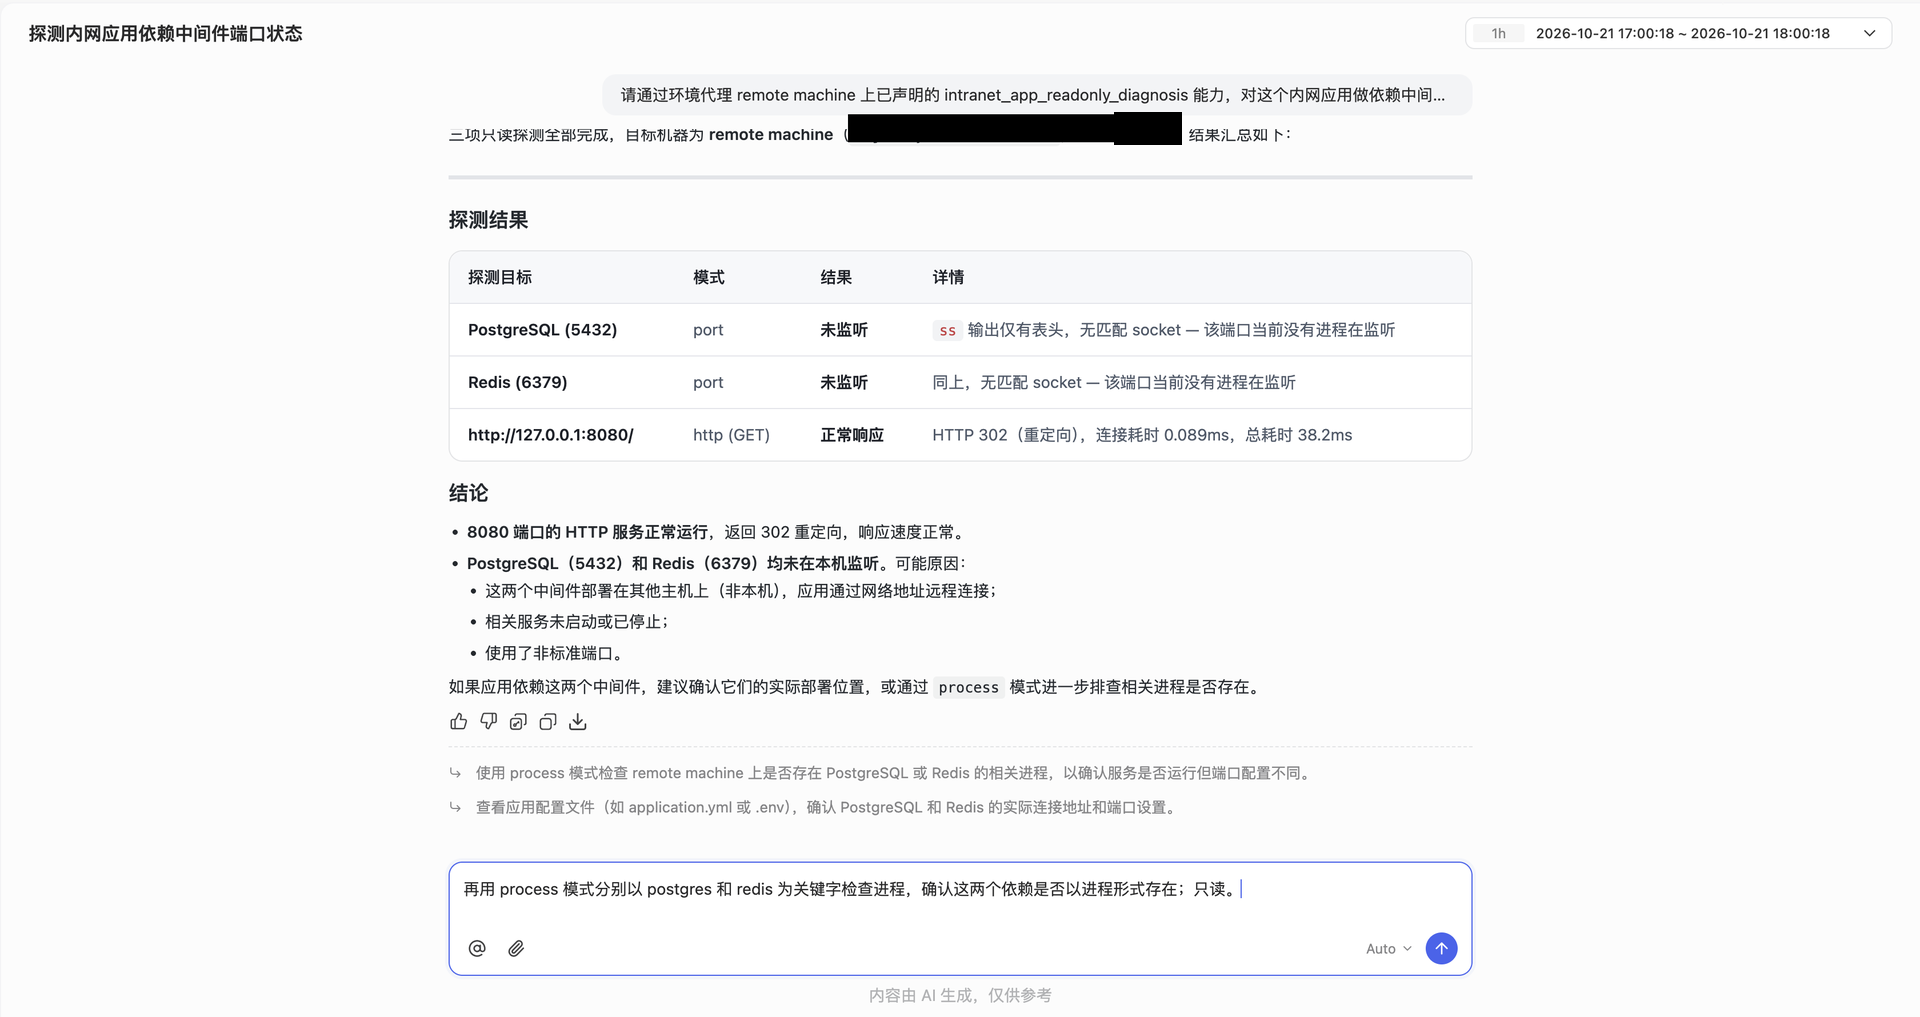 探测内网应用依赖中间件端口状态
1h 2026-10-21 17:00:18 ~ 2026-10-21 18:00:18
请通过环境代理 remote machine 上已声明的 intranet_app_readonly_diagnosis 能力，对这个内网应用做依赖中间...
三项只读探测全部完成，目标机器为 remote machine（ 结果汇总如下：
探测结果
探测目标 模式 结果 详情
PostgreSQL (5432) port 未监听 ss 输出仅有表头，无匹配 socket — 该端口当前没有进程在监听
Redis (6379) port 未监听 同上，无匹配 socket — 该端口当前没有进程在监听
http://127.0.0.1:8080/ http (GET) 正常响应 HTTP 302（重定向），连接耗时 0.089ms，总耗时 38.2ms
结论
• 8080 端口的 HTTP 服务正常运行，返回 302 重定向，响应速度正常。
• PostgreSQL（5432）和 Redis（6379）均未在本机监听。可能原因：
• 这两个中间件部署在其他主机上（非本机），应用通过网络地址远程连接；
• 相关服务未启动或已停止；
• 使用了非标准端口。
如果应用依赖这两个中间件，建议确认它们的实际部署位置，或通过 process 模式进一步排查相关进程是否存在。
使用 process 模式检查 remote machine 上是否存在 PostgreSQL 或 Redis 的相关进程，以确认服务是否运行但端口配置不同。
查看应用配置文件（如 application.yml 或 .env），确认 PostgreSQL 和 Redis 的实际连接地址和端口设置。
再用 process 模式分别以 postgres 和 redis 为关键字检查进程，确认这两个依赖是否以进程形式存在；只读。
Auto
内容由 AI 生成，仅供参考